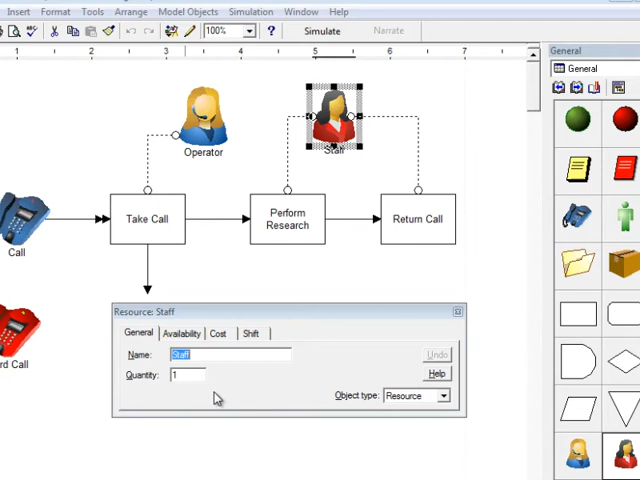 Insert Format Tools Arrange Model Objects Simulation Window Help
100% ? Simulate Narrate
2 3 4 5 6 7
General
General
Operator
Staff
Take Call
Perform
Research
Return Call
Call
rd Call
Resource: Staff
General Availability Cost Shift
Name: Staff Undo
Quantity: 1 Help
Object type: Resource